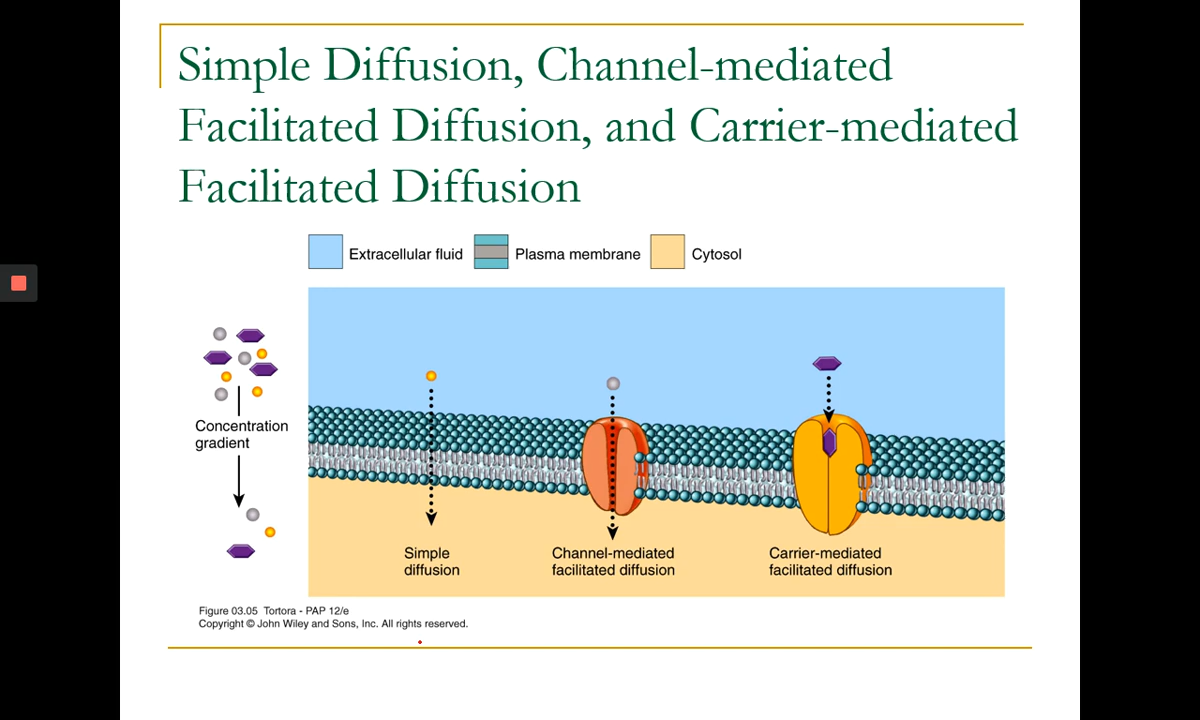 Simple Diffusion, Channel-mediated
Facilitated Diffusion, and Carrier-mediated
Facilitated Diffusion
Extracellular fluid
Plasma membrane
Cytosol
Concentration
gradient
Simple
diffusion
Channel-mediated
facilitated diffusion
Carrier-mediated
facilitated diffusion
Figure 03.05 Tortora - PAP 12/e
Copyright © John Wiley and Sons, Inc. All rights reserved.